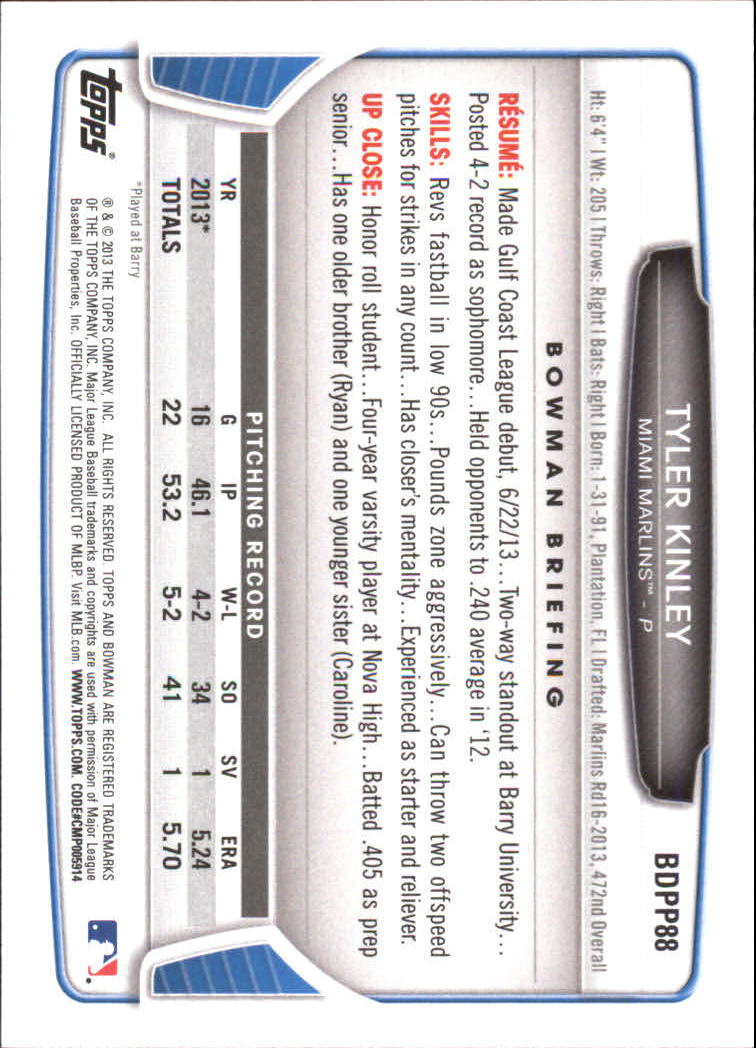 BDPP88
TYLER KINLEY
MIAMI MARLINS™ - P
Ht: 6'4" | Wt: 205 | Throws: Right | Bats: Right | Born: 1-31-91, Plantation, FL | Drafted: Marlins Rd16-2013, 472nd Overall
BOWMAN BRIEFING
RÉSUMÉ: Made Gulf Coast League debut, 6/22/13...Two-way standout at Barry University...
Posted 4-2 record as sophomore...Held opponents to .240 average in '12.
SKILLS: Revs fastball in low 90s...Pounds zone aggressively...Can throw two offspeed
pitches for strikes in any count...Has closer's mentality...Experienced as starter and reliever.
UP CLOSE: Honor roll student...Four-year varsity player at Nova High...Batted .405 as prep
senior...Has one older brother (Ryan) and one younger sister (Caroline).
PITCHING RECORD
YR G IP W-L SO SV ERA
2013* 16 46.1 4-2 34 1 5.24
TOTALS 22 53.2 5-2 41 1 5.70
*Played at Barry
topps®
® & © 2013 THE TOPPS COMPANY, INC. ALL RIGHTS RESERVED. TOPPS AND BOWMAN ARE REGISTERED TRADEMARKS
OF THE TOPPS COMPANY, INC. Major League Baseball trademarks and copyrights are used with permission of Major League
Baseball Properties, Inc. OFFICIALLY LICENSED PRODUCT OF MLBP. Visit MLB.com. WWW.TOPPS.COM. CODE#CMP005914